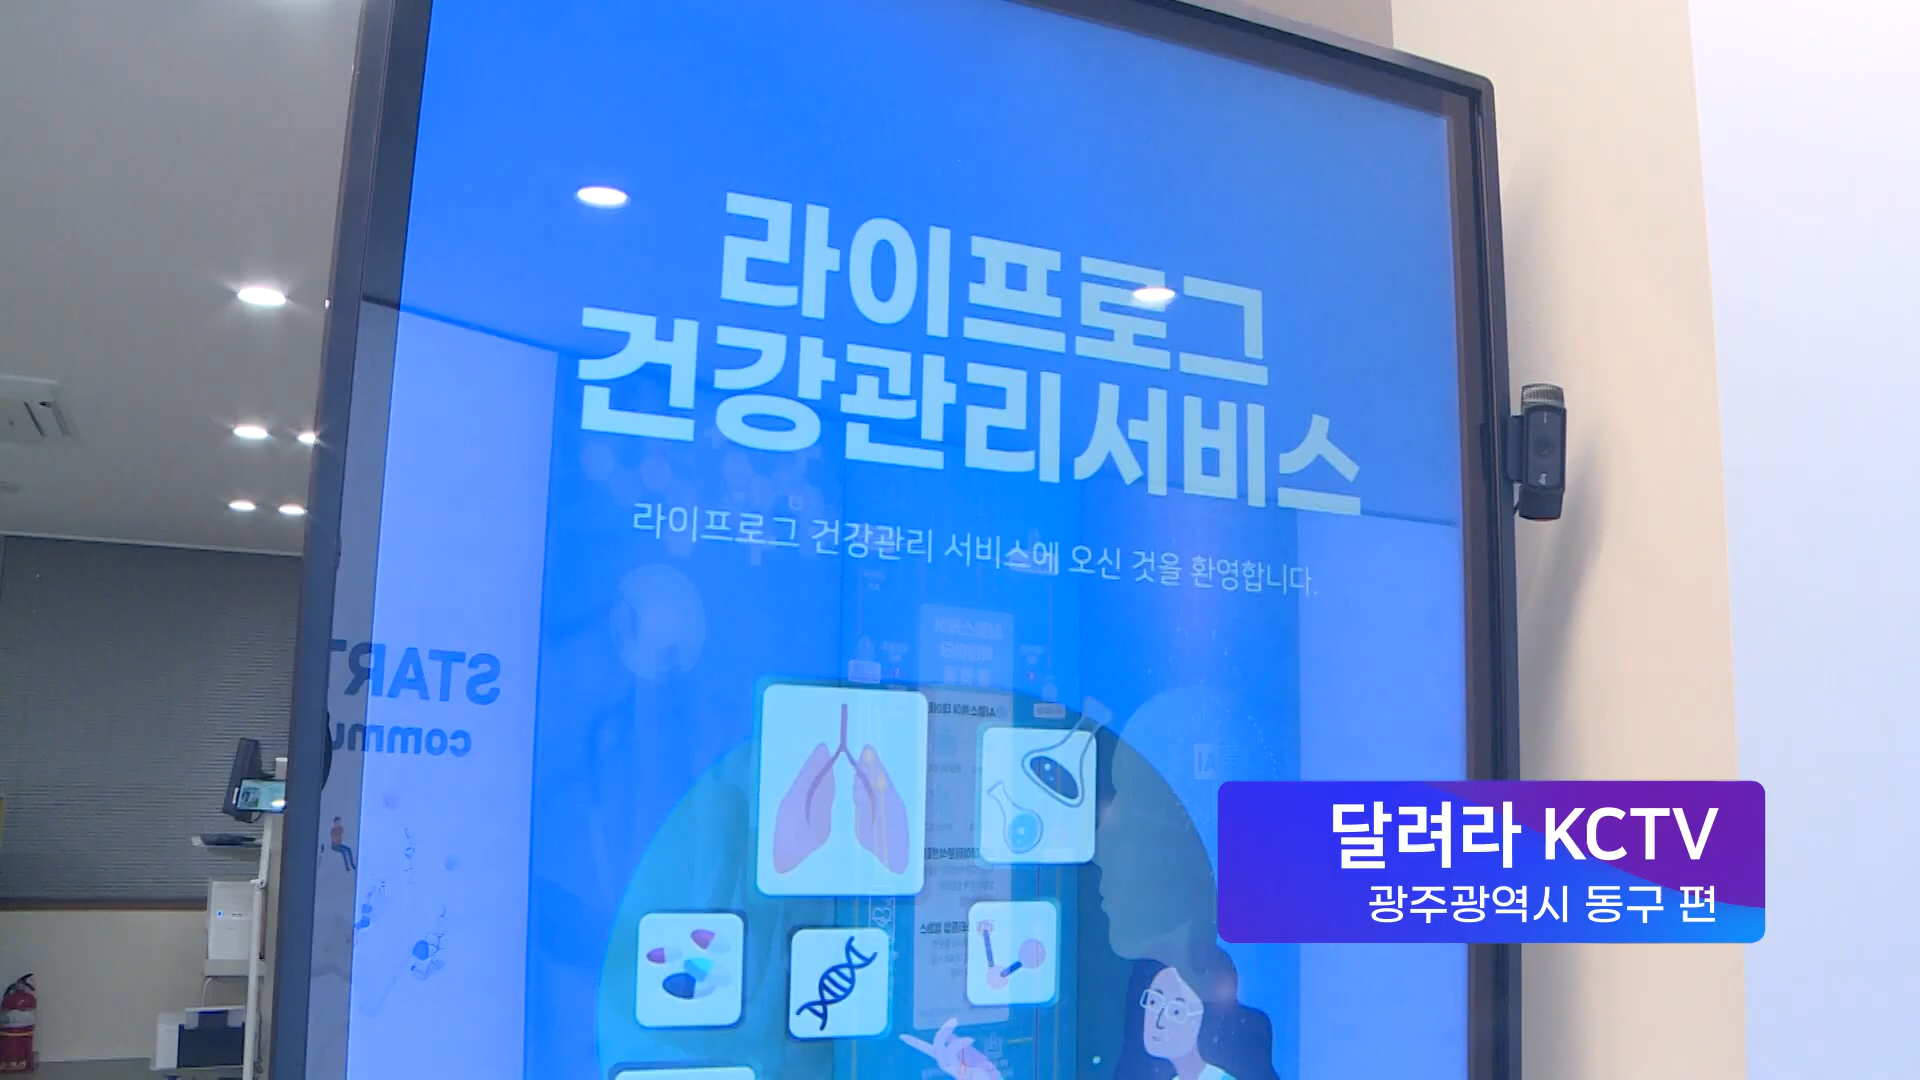 라이프로그
건강관리서비스
라이프로그 건강관리 서비스에 오신 것을 환영합니다.
START
commu
달려라 KCTV
광주광역시 동구 편